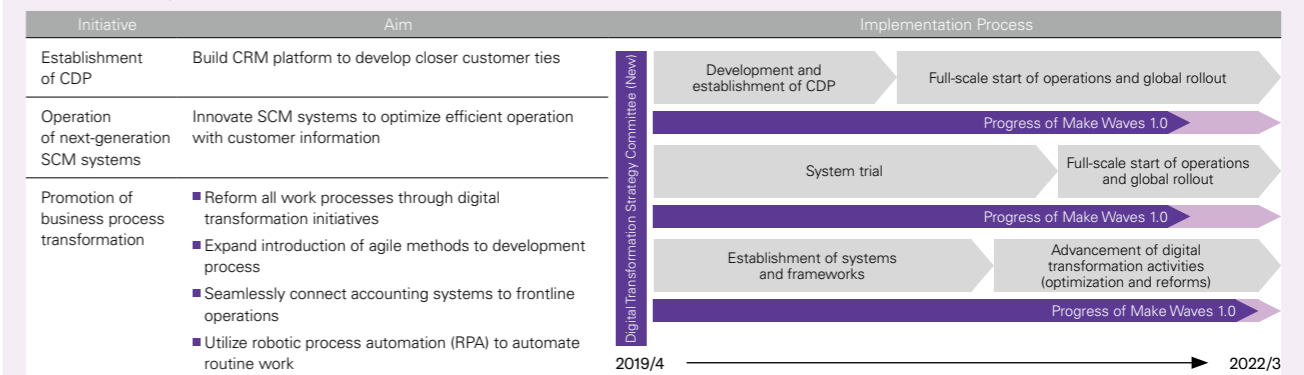 Initiative
Aim
Implementation Process
Establishment
of CDP
Build CRM platform to develop closer customer ties
Operation
of next-generation
SCM systems
Innovate SCM systems to optimize efficient operation
with customer information
Promotion of
business process
transformation
■ Reform all work processes through digital
transformation initiatives
■ Expand introduction of agile methods to development
process
■ Seamlessly connect accounting systems to frontline
operations
■ Utilize robotic process automation (RPA) to automate
routine work
Digital Transformation Strategy Committee (New)
Development and
establishment of CDP
Full-scale start of operations and global rollout
Progress of Make Waves 1.0
System trial
Full-scale start of operations
and global rollout
Progress of Make Waves 1.0
Establishment of systems
and frameworks
Advancement of digital
transformation activities
(optimization and reforms)
Progress of Make Waves 1.0
2019/4
2022/3